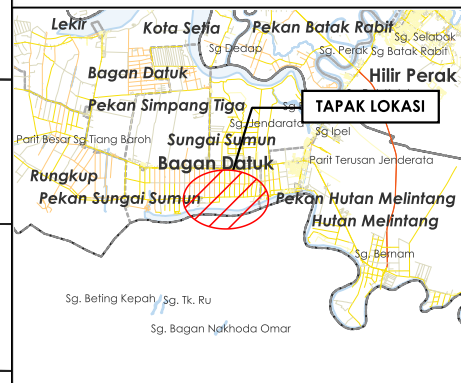 Lekir
Kota Setia
Pekan Batak Rabit
Sg. Selabak
Sg Dedap
Sg. Perak Sg Batak Rabit
Bagan Datuk
Hilir Perak
Pekan Simpang Tiga
TAPAK LOKASI
Sg. Jendarata
Sg Ipel
Parit Besar Sg Tiang Baroh
Sungai Sumun
Bagan Datuk
Parit Terusan Jenderata
Rungkup
Pekan Sungai Sumun
Pekan Hutan Melintang
Hutan Melintang
Sg. Bernam
Sg. Beting Kepah
Sg. Tk. Ru
Sg. Bagan Nakhoda Omar